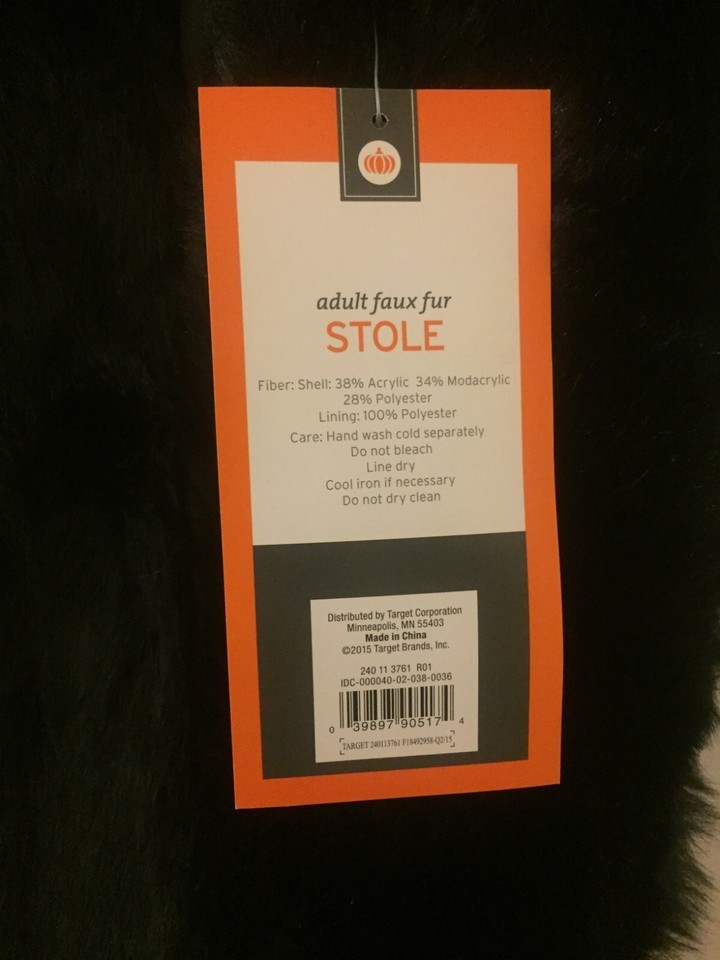 adult faux fur
STOLE
Fiber: Shell: 38% Acrylic 34% Modacrylic
28% Polyester
Lining: 100% Polyester
Care: Hand wash cold separately
Do not bleach
Line dry
Cool iron if necessary
Do not dry clean
Distributed by Target Corporation
Minneapolis, MN 55403
Made in China
©2015 Target Brands, Inc.
240 11 3761 R01
IDC-000040-02-038-0036
0 39897 90517 4
TARGET 240113761 F18492958-Q2/15